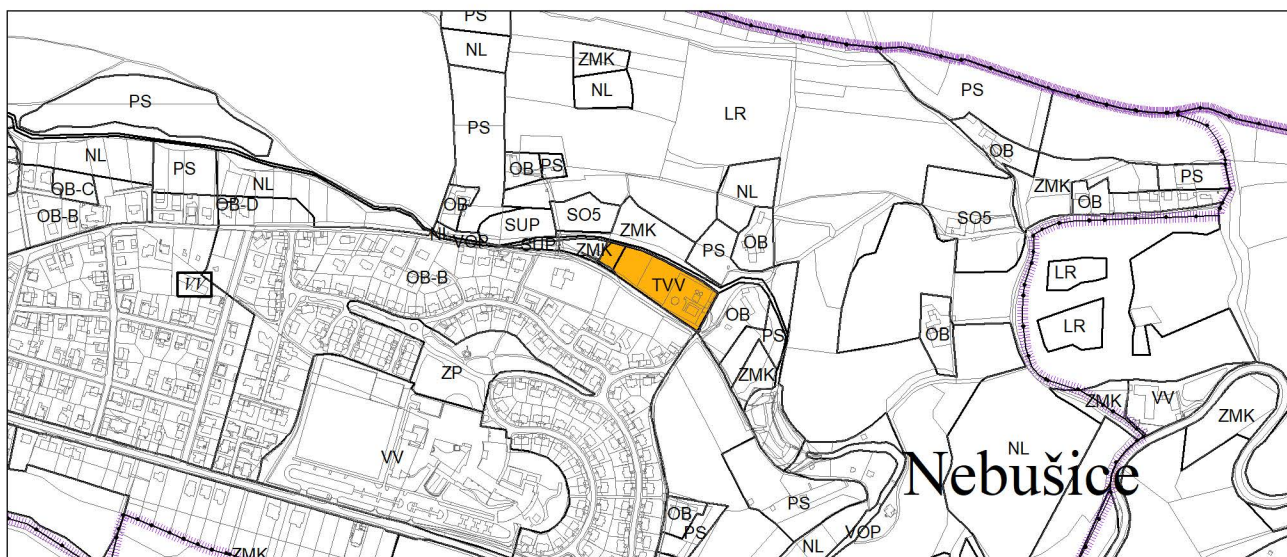 PS
NL
ZMK
NL
PS
PS
LR
PS
NL
PS
NL
OB
PS
OB
ZMK
PS
OB
OB-C
OB-B
OB-D
OB
NL
SUP
SO5
ZMK
SO5
NL
VOP
SUP
ZMK
PS
OB
VV
OB-B
TVV
LR
OB
PS
LR
OB
ZP
ZMK
ZMK
VV
ZMK
VV
NL
Nebušice
PS
OB
PS
VOP
NL
ZMK